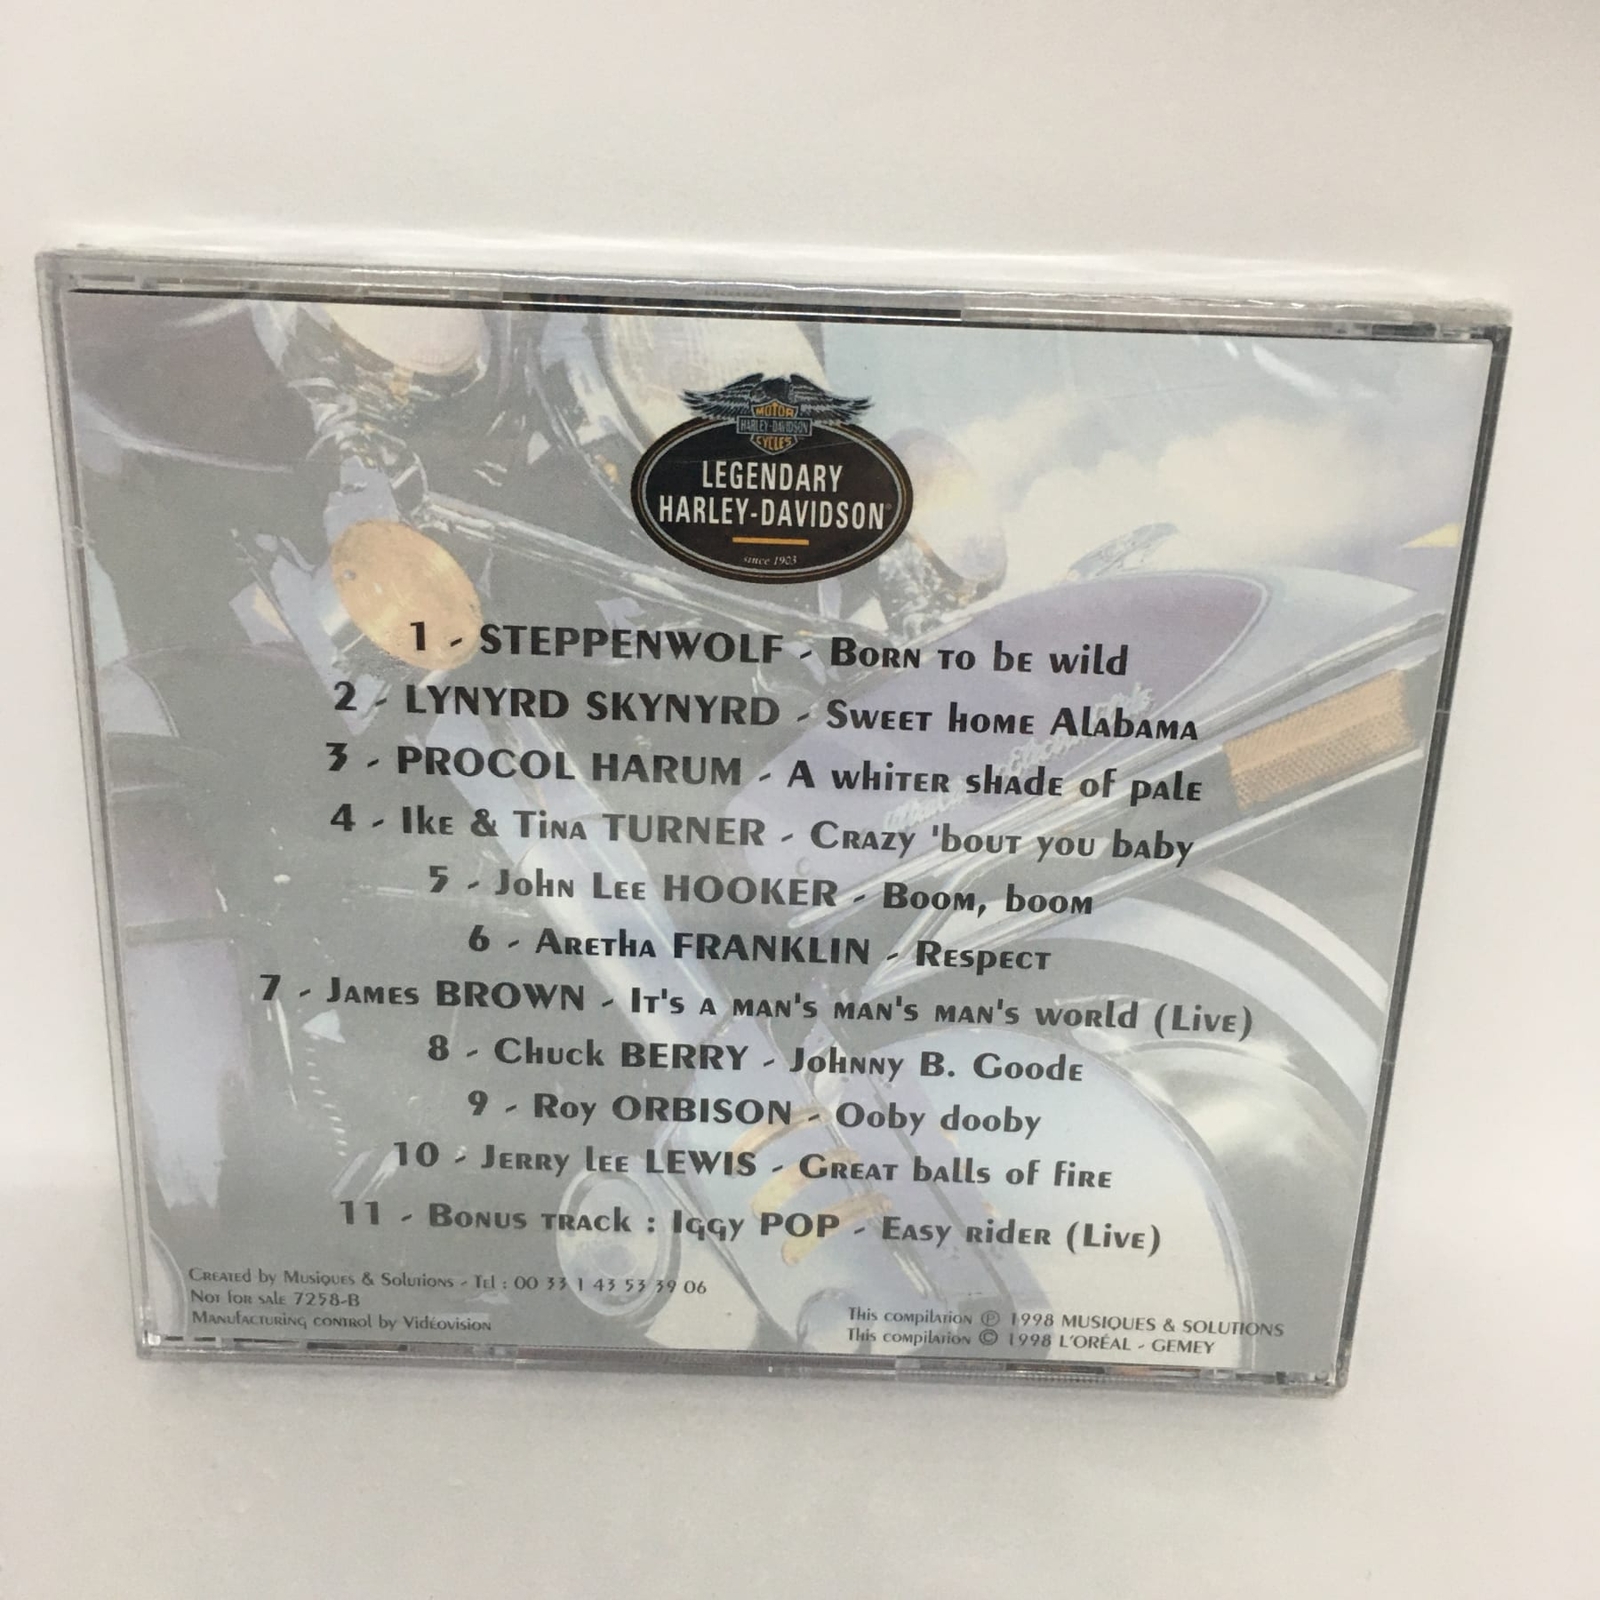 MOTOR
HARLEY-DAVIDSON
CYCLES
LEGENDARY
HARLEY-DAVIDSON®
since 1903
1 - STEPPENWOLF - Born to be wild
2 - LYNYRD SKYNYRD - Sweet home Alabama
3 - PROCOL HARUM - A whiter shade of pale
4 - Ike & Tina TURNER - Crazy 'bout you baby
5 - John Lee HOOKER - Boom, boom
6 - Aretha FRANKLIN - Respect
7 - James BROWN - It's a man's man's man's world (Live)
8 - Chuck BERRY - Johnny B. Goode
9 - Roy ORBISON - Ooby dooby
10 - Jerry lee LEWIS - Great balls of fire
11 - Bonus track : Iggy POP - Easy rider (Live)
Created by Musiques & Solutions - Tel : 00 33 1 43 53 39 06
Not for sale 7258-B
Manufacturing control by Vidéovision
This compilation ℗ 1998 MUSIQUES & SOLUTIONS
This compilation © 1998 L'ORÉAL - GEMEY